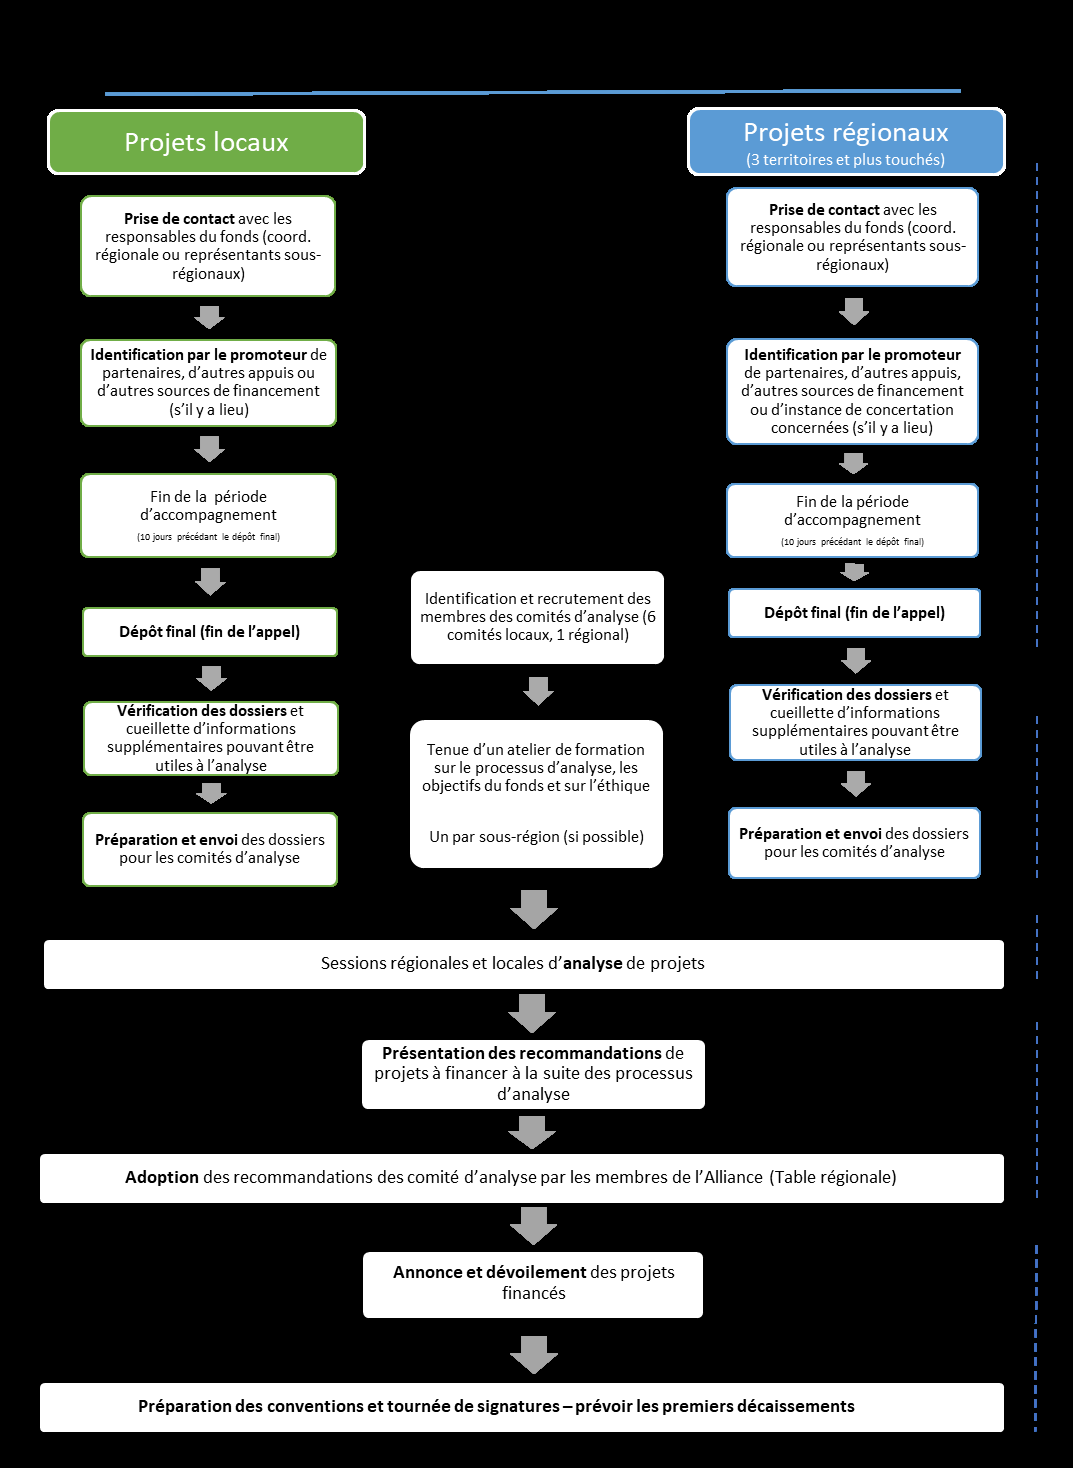 Projets locaux
Prise de contact avec les
responsables du fonds (coord.
régionale ou représentants sous-
régionaux)
Identification par le promoteur de
partenaires, d’autres appuis ou
d’autres sources de financement
(s’il y a lieu)
Fin de la période
d’accompagnement
(10 jours précédant le dépôt final)
Dépôt final (fin de l’appel)
Vérification des dossiers et
cueillette d’informations
supplémentaires pouvant être
utiles à l’analyse
Préparation et envoi des dossiers
pour les comités d’analyse
Identification et recrutement des
membres des comités d’analyse (6
comités locaux, 1 régional)
Tenue d’un atelier de formation
sur le processus d’analyse, les
objectifs du fonds et sur l’éthique
Un par sous-région (si possible)
Projets régionaux
(3 territoires et plus touchés)
Prise de contact avec les
responsables du fonds (coord.
régionale ou représentants sous-
régionaux)
Identification par le promoteur
de partenaires, d’autres appuis,
d’autres sources de financement
ou d’instance de concertation
concernées (s’il y a lieu)
Fin de la période
d’accompagnement
(10 jours précédant le dépôt final)
Dépôt final (fin de l’appel)
Vérification des dossiers et
cueillette d’informations
supplémentaires pouvant être
utiles à l’analyse
Préparation et envoi des dossiers
pour les comités d’analyse
Sessions régionales et locales d’analyse de projets
Présentation des recommandations de
projets à financer à la suite des processus
d’analyse
Adoption des recommandations des comité d’analyse par les membres de l’Alliance (Table régionale)
Annonce et dévoilement des projets
financés
Préparation des conventions et tournée de signatures – prévoir les premiers décaissements